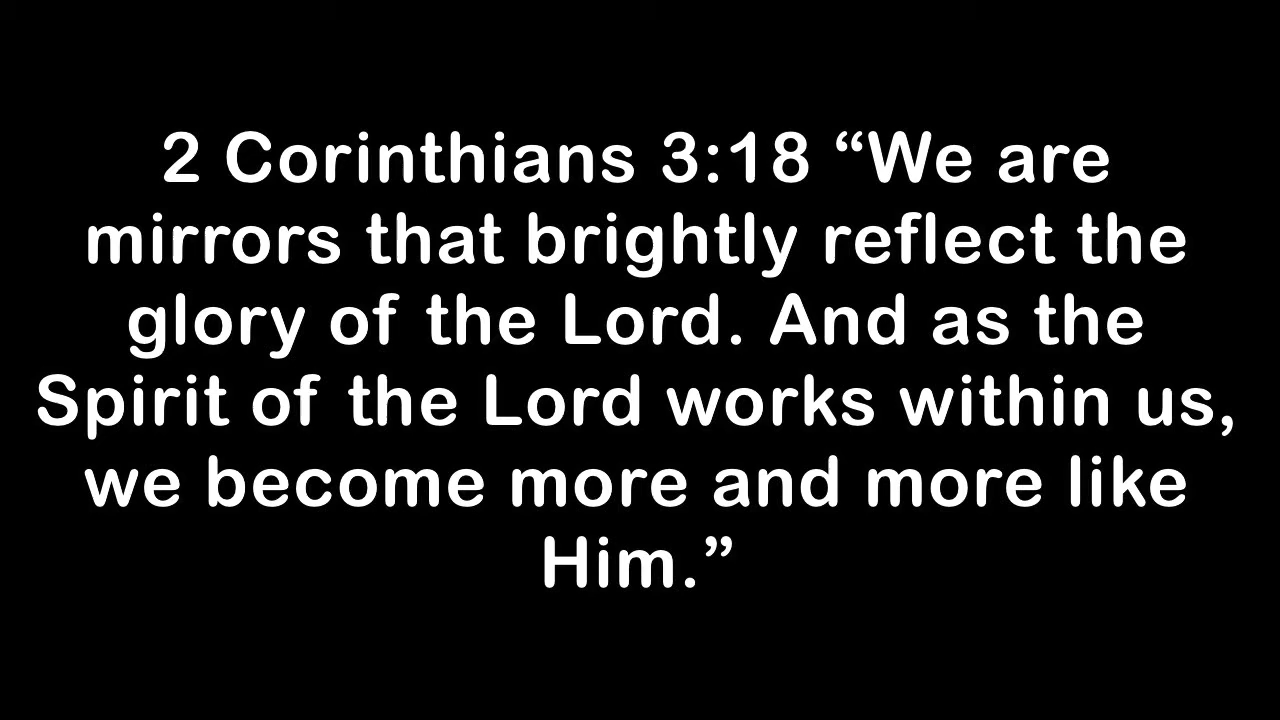 2 Corinthians 3:18 “We are
mirrors that brightly reflect the
glory of the Lord. And as the
Spirit of the Lord works within us,
we become more and more like
Him.”